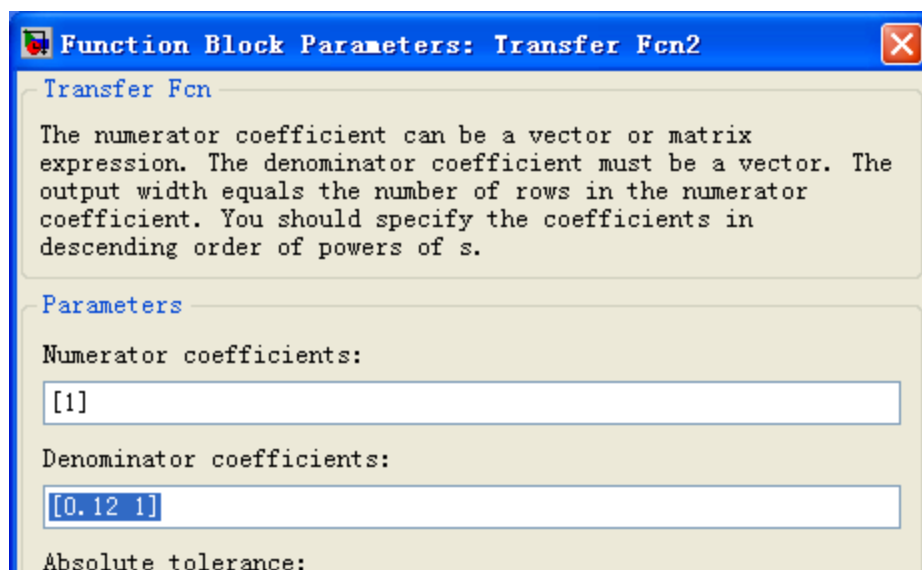 Function Block Parameters: Transfer Fcn2
Transfer Fcn
The numerator coefficient can be a vector or matrix
expression. The denominator coefficient must be a vector. The
output width equals the number of rows in the numerator
coefficient. You should specify the coefficients in
descending order of powers of s.
Parameters
Numerator coefficients:
[1]
Denominator coefficients:
[0.12 1]
Absolute tolerance: